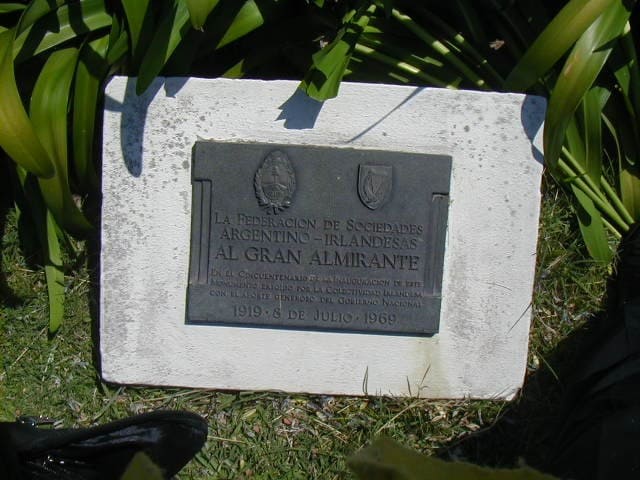 La Federacion de Sociedades
Argentino-Irlandesas
al Gran Almirante
En el Cincuentenario de la Inauguracion de este
Monumento erigido por la Colectividad Irlandesa
con el aporte generoso del Gobierno Nacional
1919·8 de Julio·1969